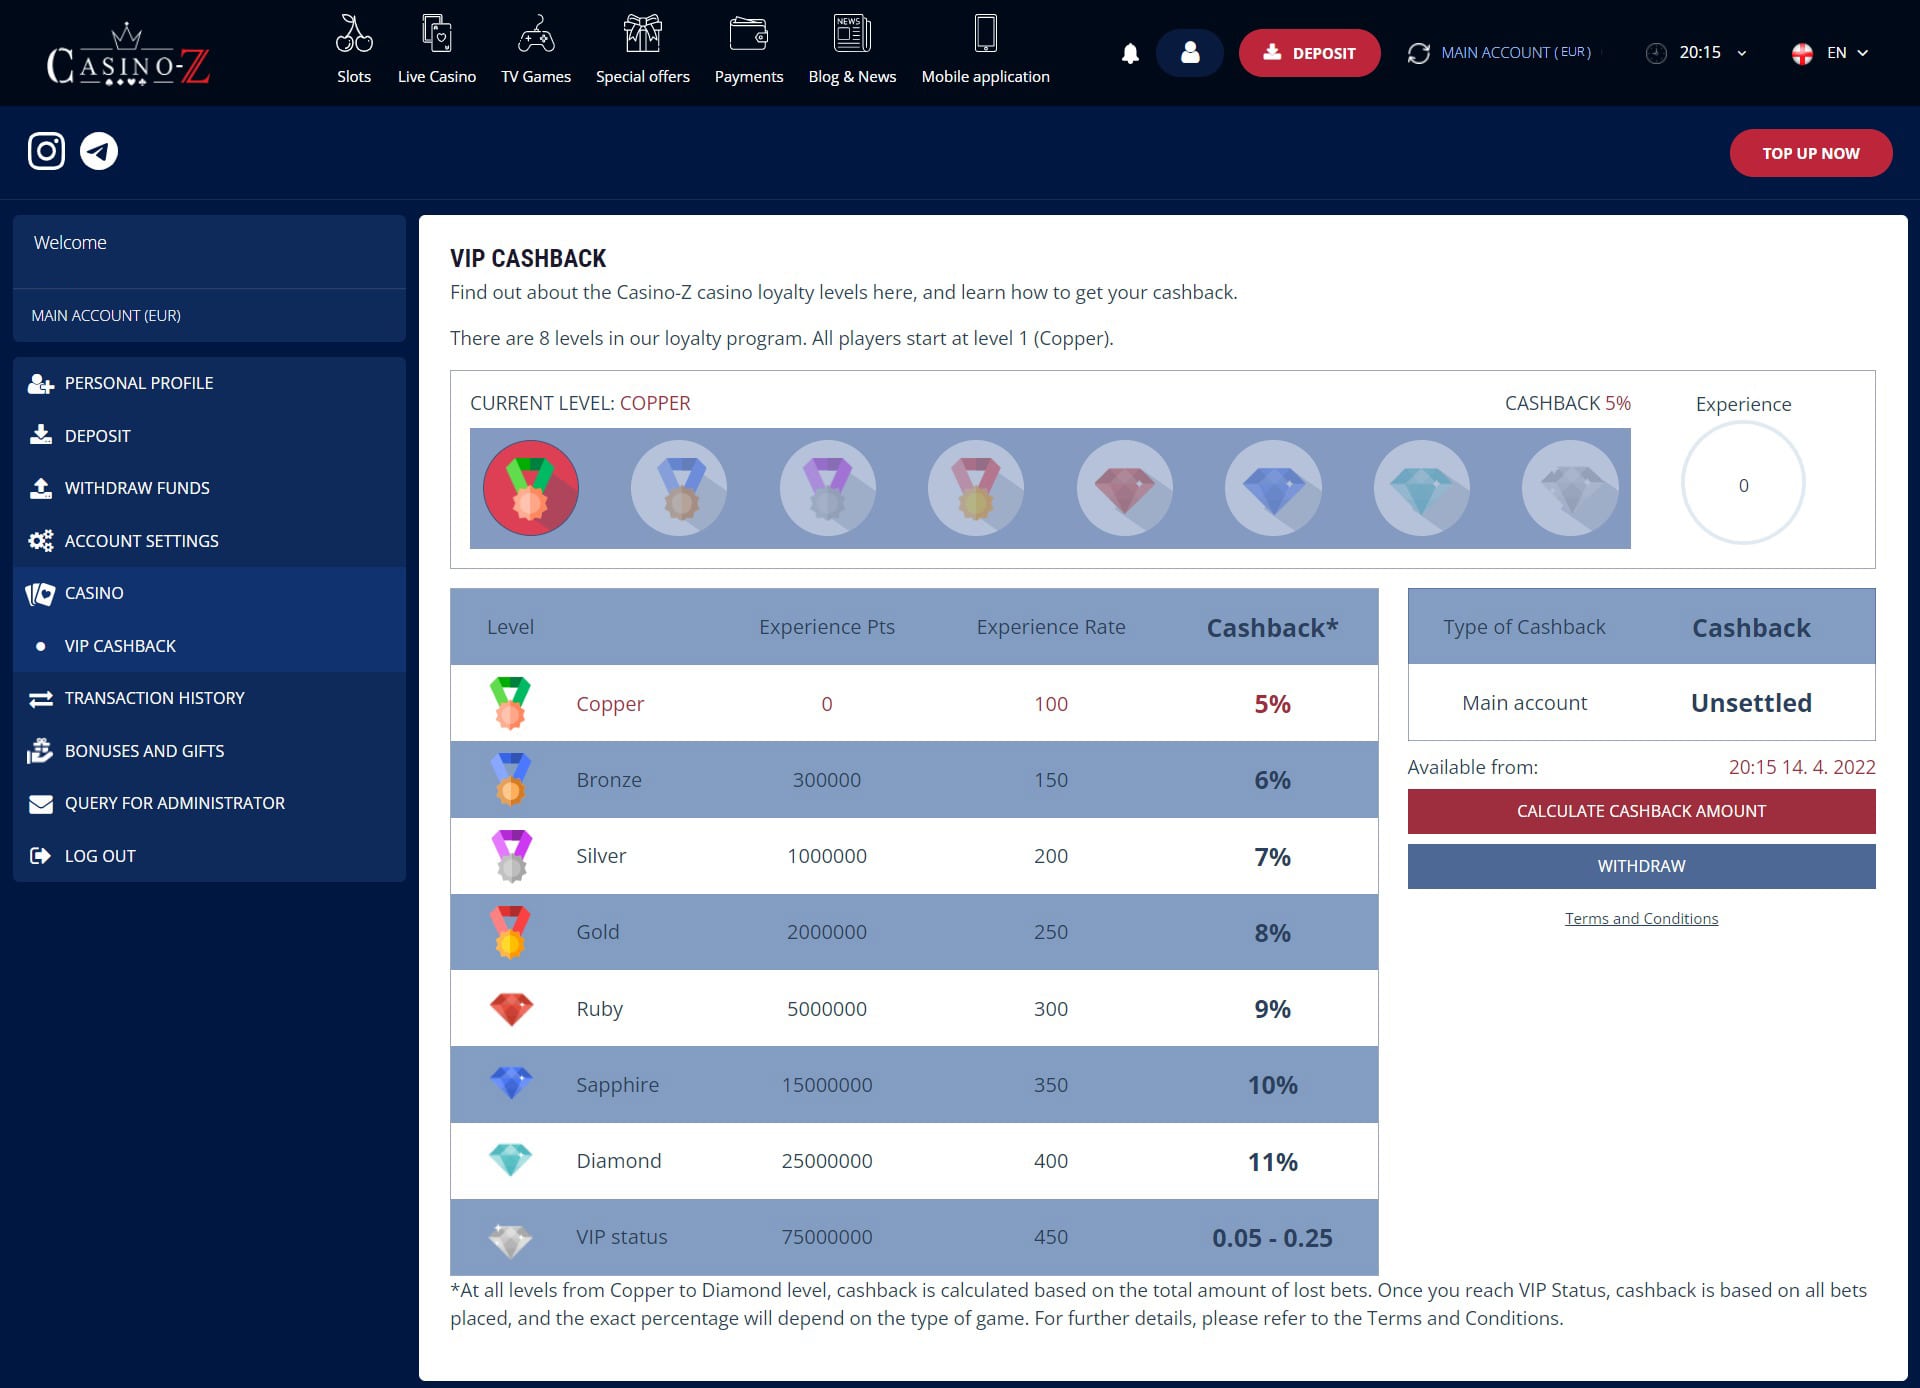 CASINO-Z
Slots
Live Casino
TV Games
Special offers
Payments
NEWS
Blog & News
Mobile application
DEPOSIT
MAIN ACCOUNT (EUR)
20:15
EN
TOP UP NOW
Welcome
MAIN ACCOUNT (EUR)
PERSONAL PROFILE
DEPOSIT
WITHDRAW FUNDS
ACCOUNT SETTINGS
CASINO
VIP CASHBACK
TRANSACTION HISTORY
BONUSES AND GIFTS
QUERY FOR ADMINISTRATOR
LOG OUT
VIP CASHBACK
Find out about the Casino-Z casino loyalty levels here, and learn how to get your cashback.
There are 8 levels in our loyalty program. All players start at level 1 (Copper).
CURRENT LEVEL: COPPER
CASHBACK 5%
Experience
0
Level Experience Pts Experience Rate Cashback*
Copper 0 100 5%
Bronze 300000 150 6%
Silver 1000000 200 7%
Gold 2000000 250 8%
Ruby 5000000 300 9%
Sapphire 15000000 350 10%
Diamond 25000000 400 11%
VIP status 75000000 450 0.05 - 0.25
Type of Cashback Cashback
Main account Unsettled
Available from: 20:15 14. 4. 2022
CALCULATE CASHBACK AMOUNT
WITHDRAW
Terms and Conditions
*At all levels from Copper to Diamond level, cashback is calculated based on the total amount of lost bets. Once you reach VIP Status, cashback is based on all bets
placed, and the exact percentage will depend on the type of game. For further details, please refer to the Terms and Conditions.